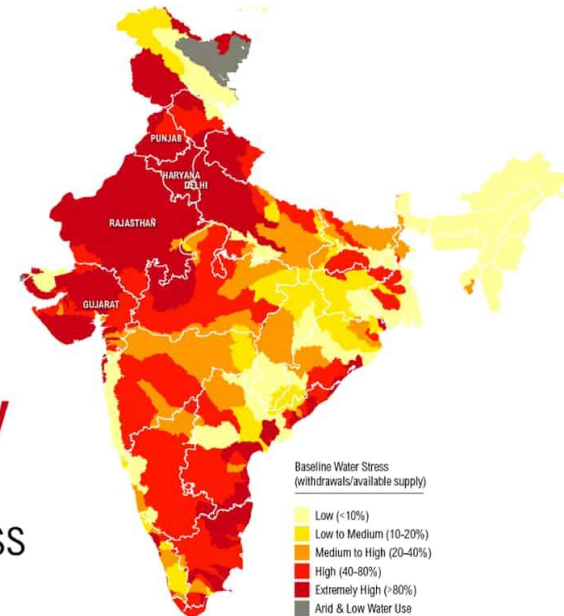 PUNJAB
HARYANA
DELHI
RAJASTHAN
GUJARAT
Baseline Water Stress
(withdrawals/available supply)
Low (<10%)
Low to Medium (10-20%)
Medium to High (20-40%)
High (40-80%)
Extremely High (>80%)
Arid & Low Water Use